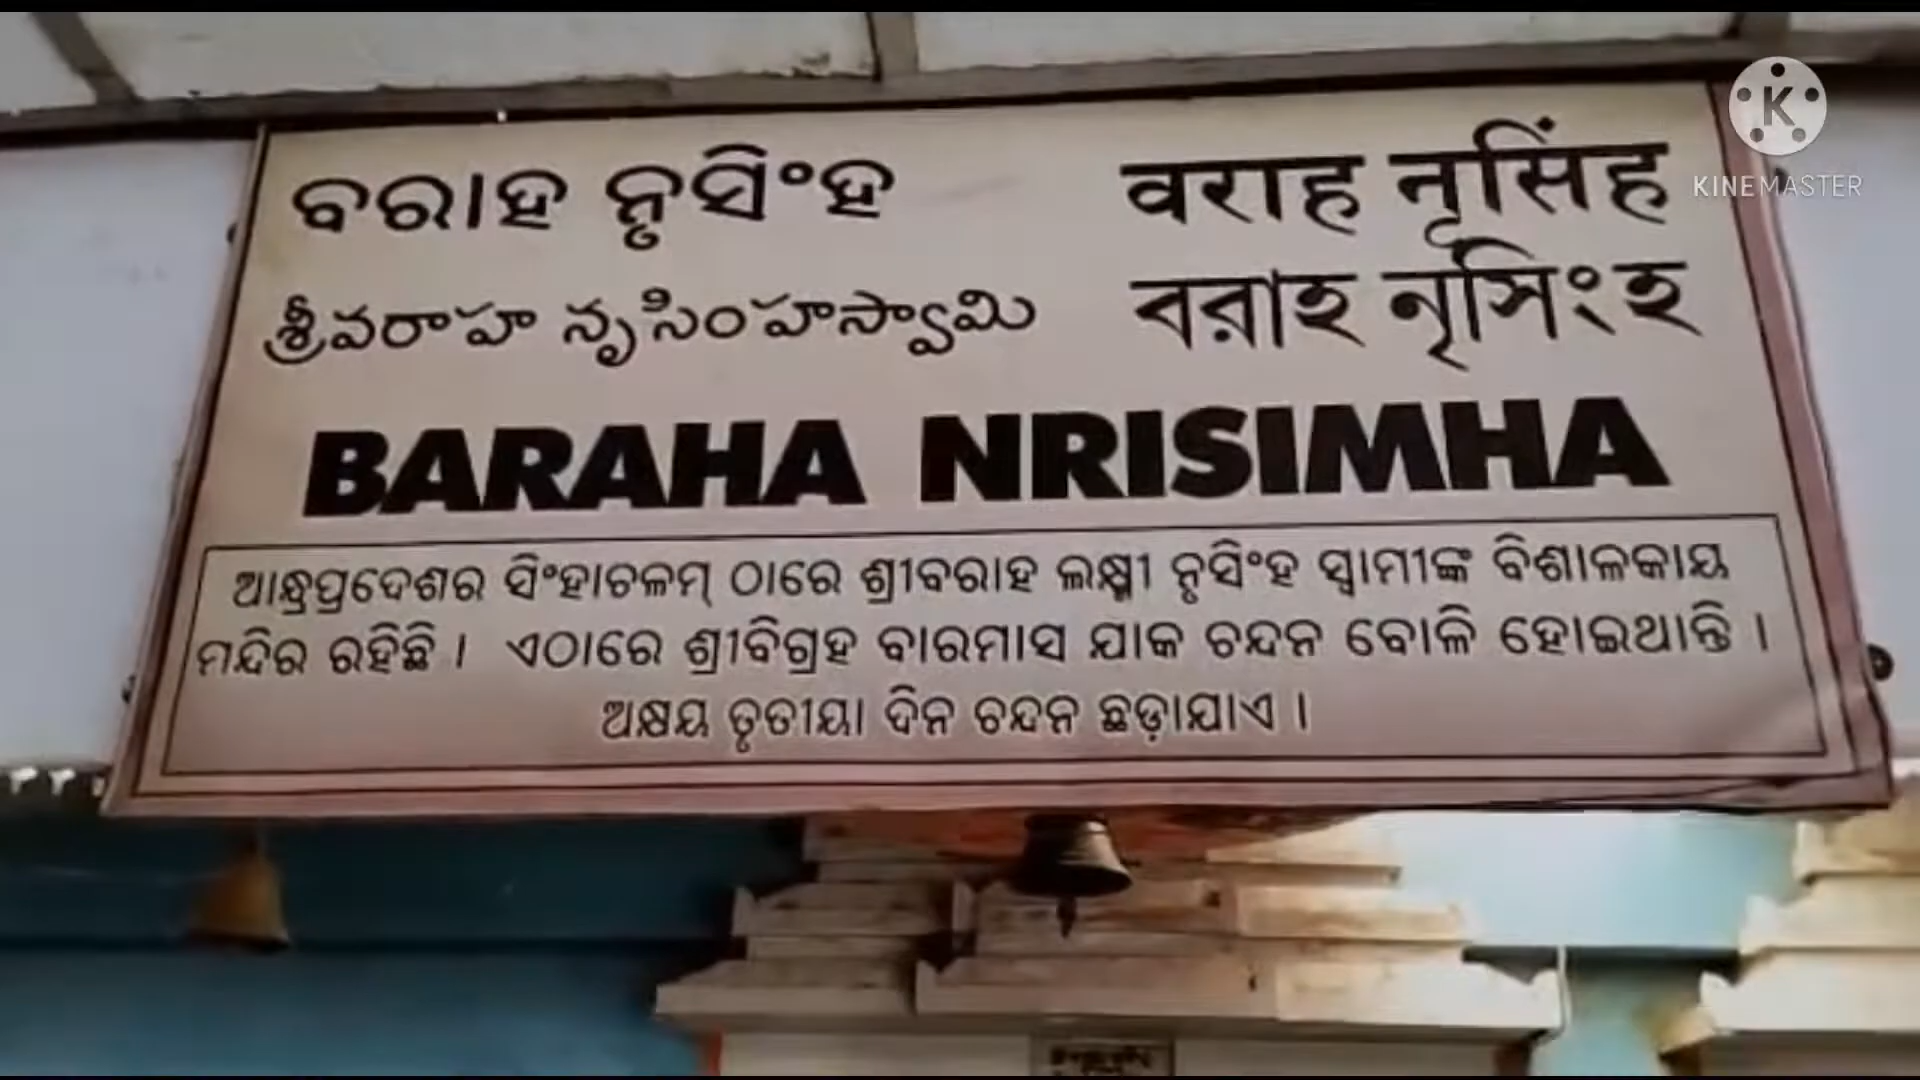 ବରାହ ନୃସିଂହ
वराह नृसिंह
శ్రీవరాహ నృసింహస్వామి
বরাহ নৃসিংহ
BARAHA NRISIMHA
ଆନ୍ଧ୍ରପ୍ରଦେଶର ସିଂହାଚଳମ୍ ଠାରେ ଶ୍ରୀବରାହ ଲକ୍ଷ୍ମୀ ନୃସିଂହ ସ୍ୱାମୀଙ୍କ ବିଶାଳକାୟ
ମନ୍ଦିର ରହିଛି । ଏଠାରେ ଶ୍ରୀବିଗ୍ରହ ବାରମାସ ଯାକ ଚନ୍ଦନ ବୋଳି ହୋଇଥାନ୍ତି ।
ଅକ୍ଷୟ ତୃତୀୟା ଦିନ ଚନ୍ଦନ ଛଡ଼ାଯାଏ ।
K
KINEMASTER